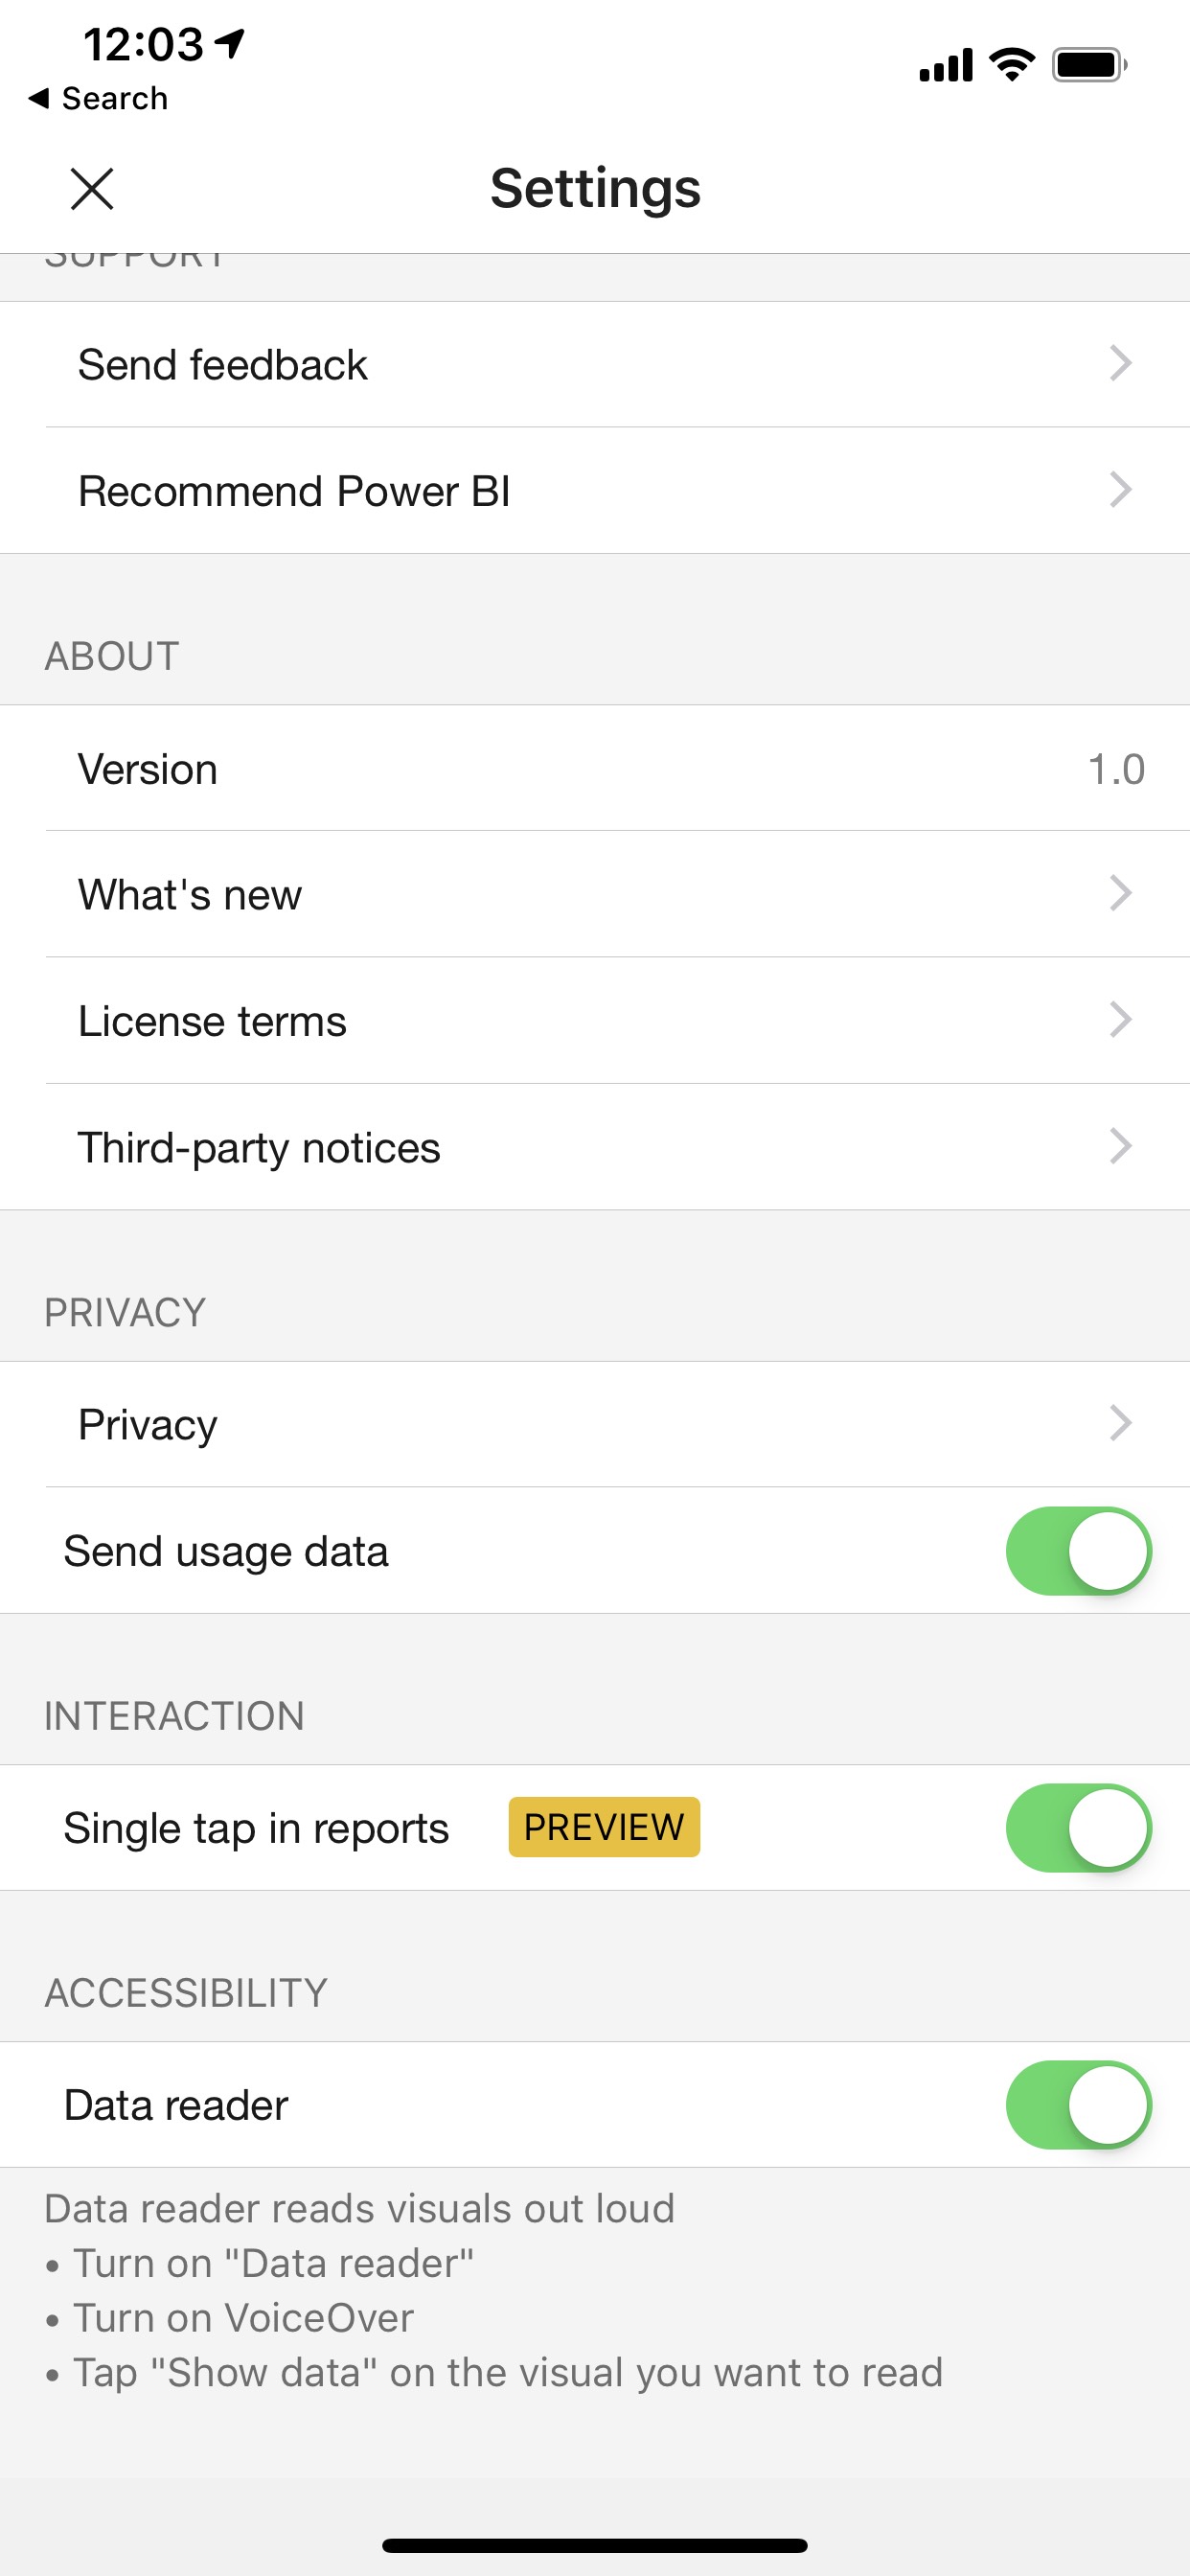 12:03
Search
Settings
SUPPORT
Send feedback
Recommend Power BI
ABOUT
Version 1.0
What's new
License terms
Third-party notices
PRIVACY
Privacy
Send usage data
INTERACTION
Single tap in reports PREVIEW
ACCESSIBILITY
Data reader
Data reader reads visuals out loud
• Turn on "Data reader"
• Turn on VoiceOver
• Tap "Show data" on the visual you want to read